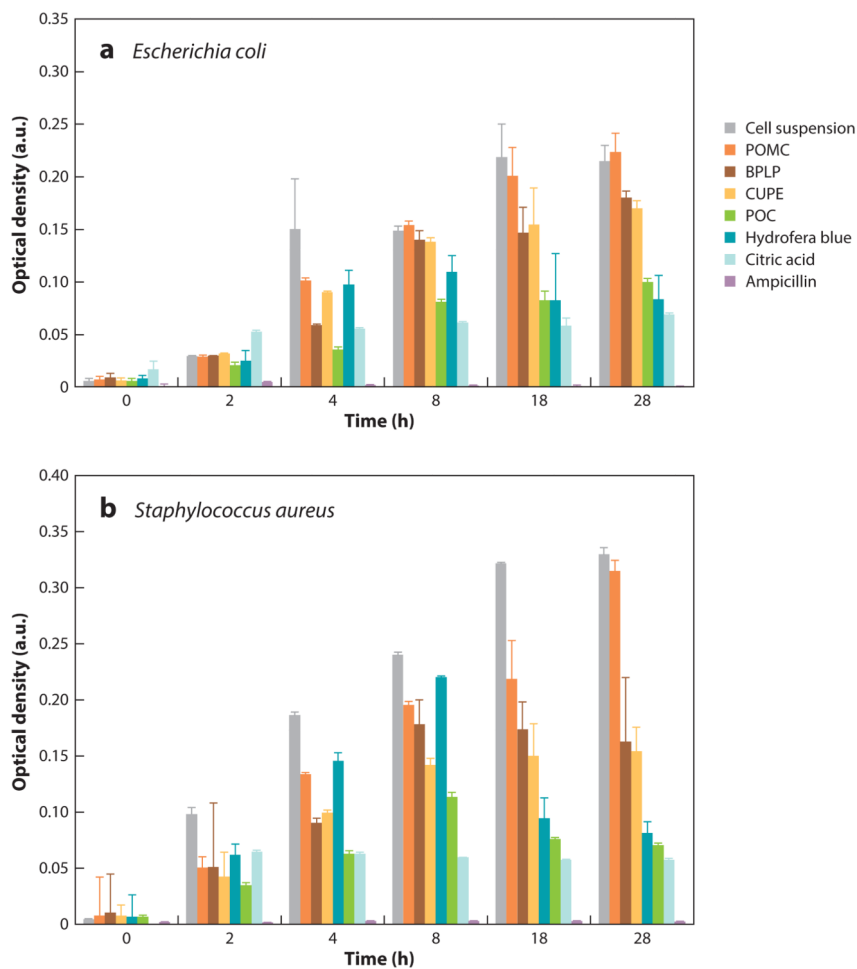 a Escherichia coli
Optical density (a.u.)
0.35
0.30
0.25
0.20
0.15
0.10
0.05
0
0 2 4 8 18 28
Time (h)
Cell suspension
POMC
BPLP
CUPE
POC
Hydrofera blue
Citric acid
Ampicillin
b Staphylococcus aureus
Optical density (a.u.)
0.40
0.35
0.30
0.25
0.20
0.15
0.10
0.05
0
0 2 4 8 18 28
Time (h)